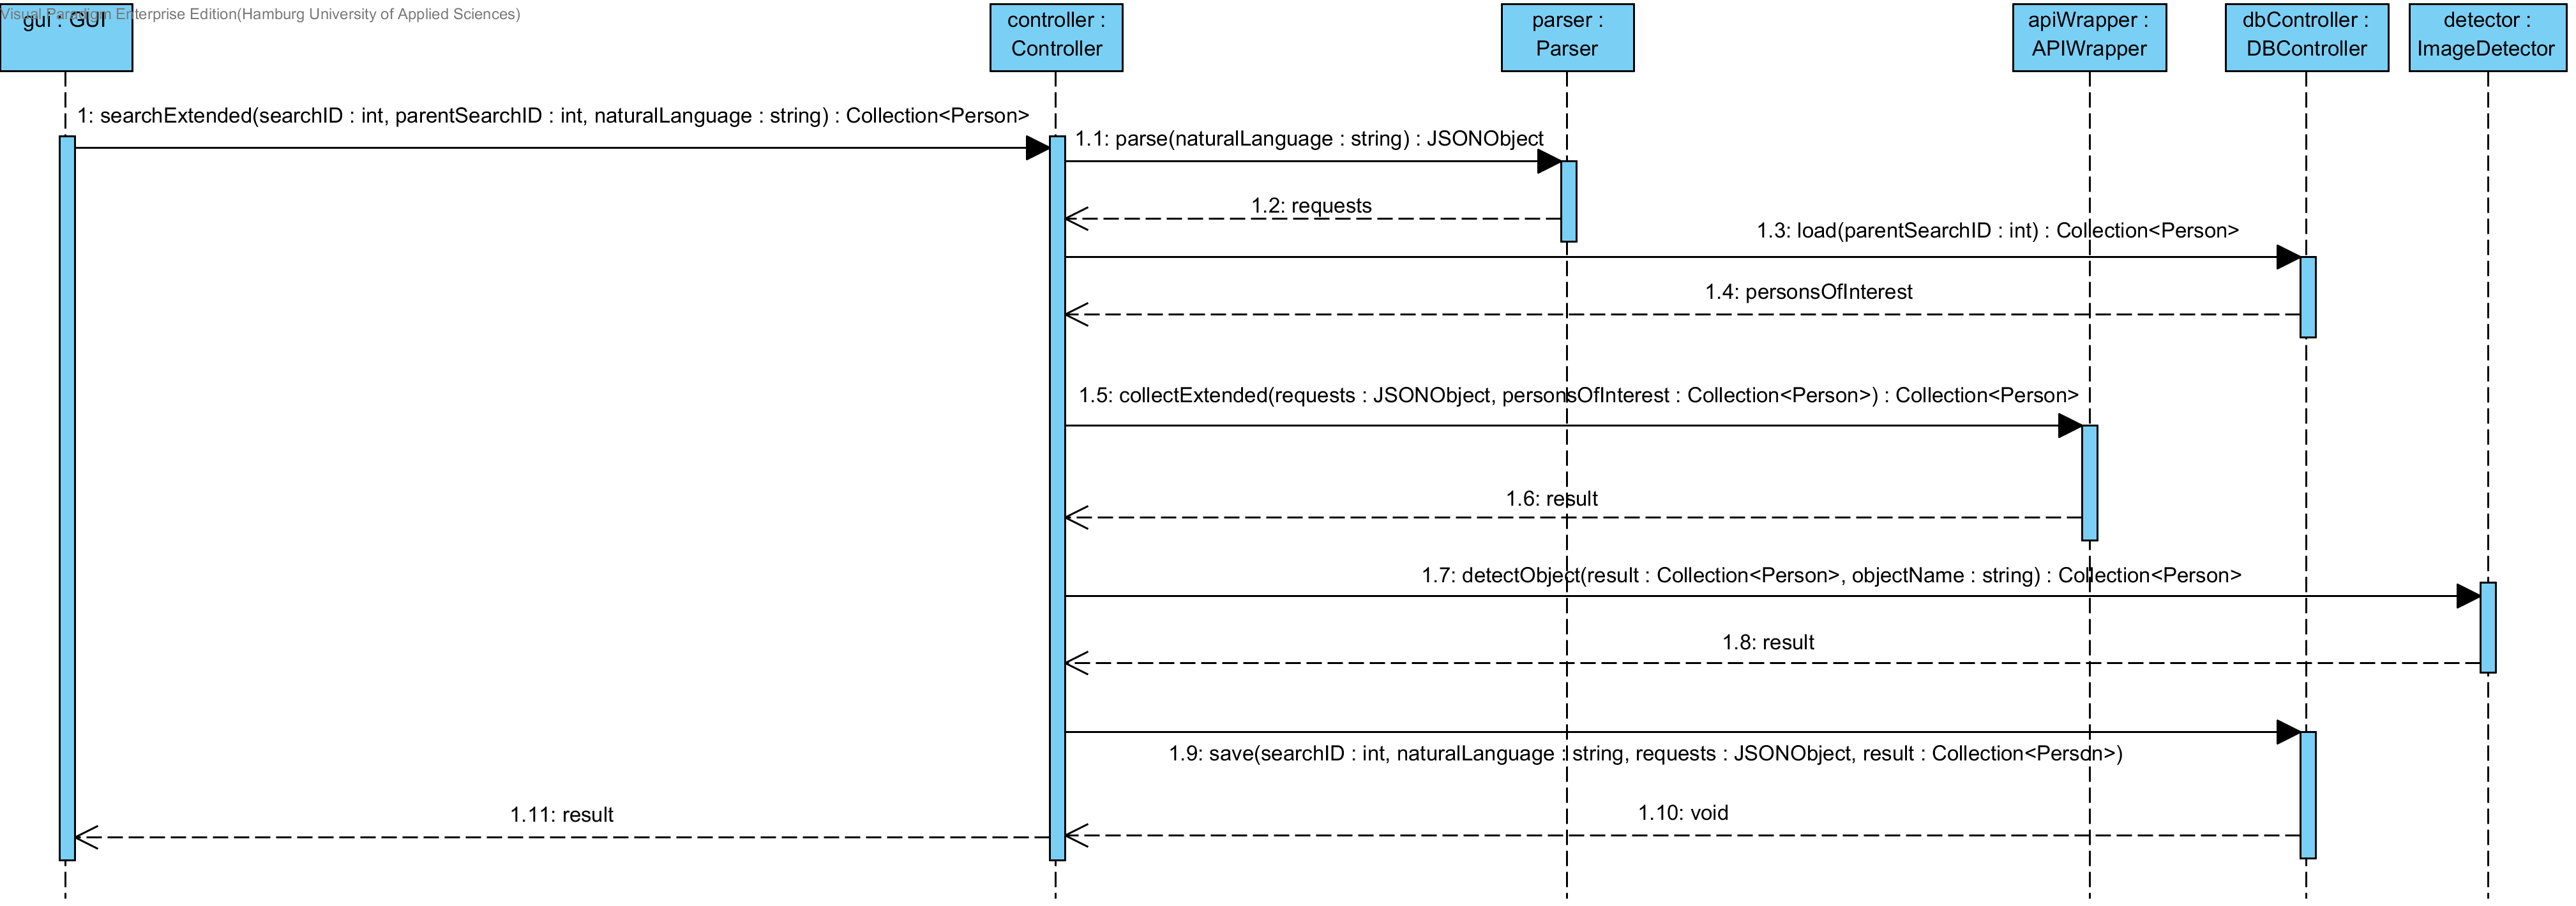 Visual Paradigm Enterprise Edition(Hamburg University of Applied Sciences)
gui : GUI
controller :
Controller
parser :
Parser
apiWrapper :
APIWrapper
dbController :
DBController
detector :
ImageDetector
1: searchExtended(searchID : int, parentSearchID : int, naturalLanguage : string) : Collection<Person>
1.1: parse(naturalLanguage : string) : JSONObject
1.2: requests
1.3: load(parentSearchID : int) : Collection<Person>
1.4: personsOfInterest
1.5: collectExtended(requests : JSONObject, personsOfInterest : Collection<Person>) : Collection<Person>
1.6: result
1.7: detectObject(result : Collection<Person>, objectName : string) : Collection<Person>
1.8: result
1.9: save(searchID : int, naturalLanguage : string, requests : JSONObject, result : Collection<Person>)
1.10: void
1.11: result